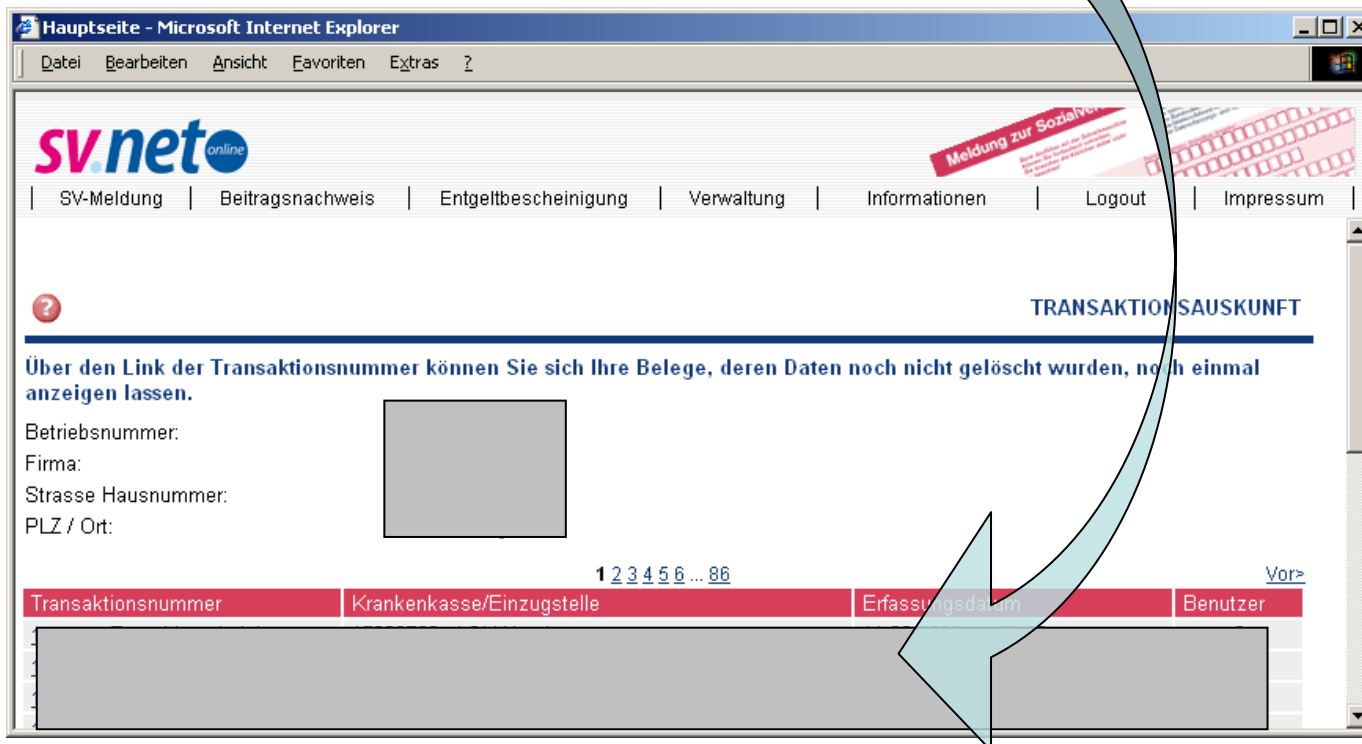 Hauptseite - Microsoft Internet Explorer
Datei Bearbeiten Ansicht Favoriten Extras ?
sv.net online
Meldung zur
SV-Meldung | Beitragsnachweis | Entgeltbescheinigung | Verwaltung | Informationen | Logout | Impressum
?
TRANSAKTIONSAUSKUNFT
Über den Link der Transaktionsnummer können Sie sich Ihre Belege, deren Daten noch nicht gelöscht wurden, noch einmal
anzeigen lassen.
Betriebsnummer:
Firma:
Strasse Hausnummer:
PLZ / Ort:
1 2 3 4 5 6 ... 86 Vor>
Transaktionsnummer Krankenkasse/Einzugstelle Erfassungsdatum Benutzer